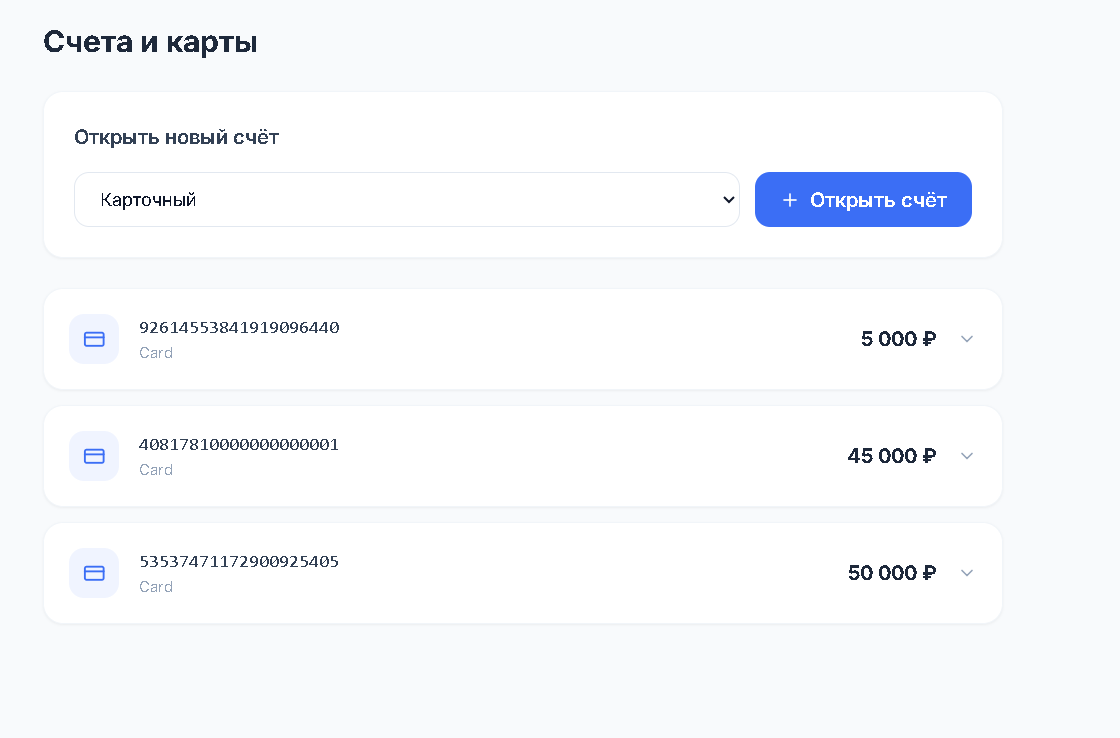 Счета и карты
Открыть новый счёт
Карточный
+ Открыть счёт
92614553841919096440
Card
5 000 ₽
40817810000000000001
Card
45 000 ₽
53537471172900925405
Card
50 000 ₽